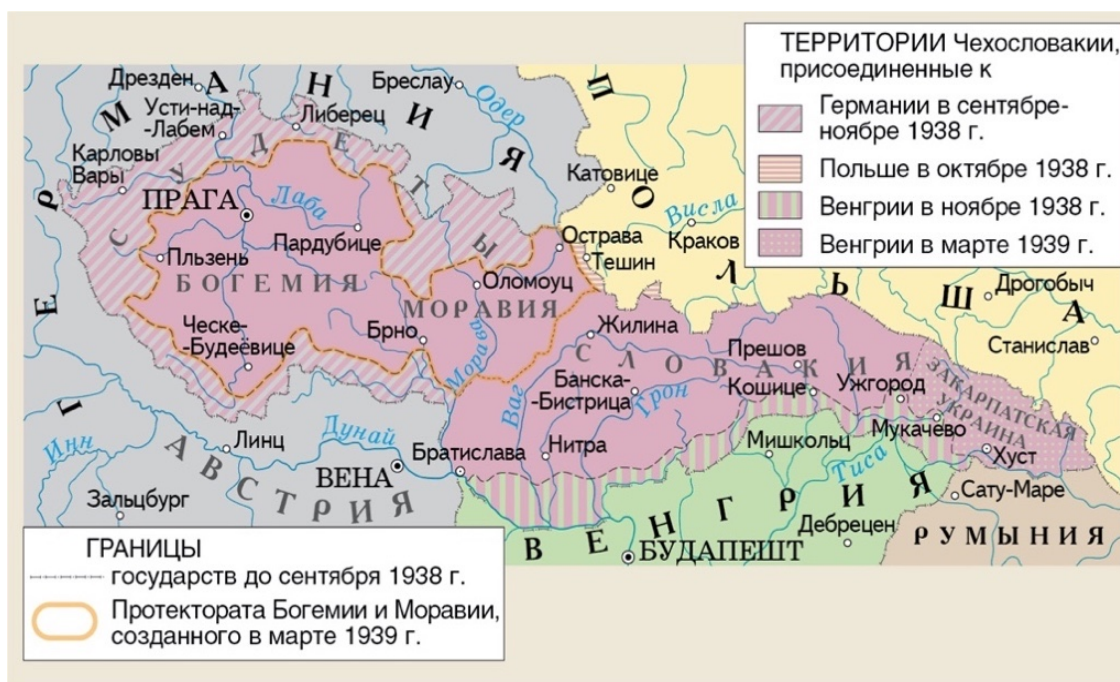 ТЕРРИТОРИИ Чехословакии,
присоединенные к
Германии в сентябре-
ноябре 1938 г.
Польше в октябре 1938 г.
Венгрии в ноябре 1938 г.
Венгрии в марте 1939 г.
ГЕРМАНИЯ
ПОЛЬША
Дрезден
Бреслау
Одер
Усти-над-
-Лабем
Либерец
Карловы
Вары
СУДЕТЫ
Катовице
ПРАГА
Лаба
Висла
Краков
Пардубице
Острава
Тешин
Пльзень
БОГЕМИЯ
Оломоуц
МОРАВИЯ
Дрогобыч
Станислав
Ческе-
-Будеёвице
Брно
Морава
Жилина
СЛОВАКИЯ
Прешов
Банска-
-Бистрица
Ваг
Грон
Кошице
Ужгород
ЗАКАРПАТСКАЯ
УКРАИНА
Мукачево
Хуст
Инн
АВСТРИЯ
Линц
Дунай
Братислава
Нитра
Мишкольц
Тиса
ВЕНА
Зальцбург
ВЕНГРИЯ
Сату-Маре
Дебрецен
РУМЫНИЯ
БУДАПЕШТ
ГРАНИЦЫ
государств до сентября 1938 г.
Протектората Богемии и Моравии,
созданного в марте 1939 г.